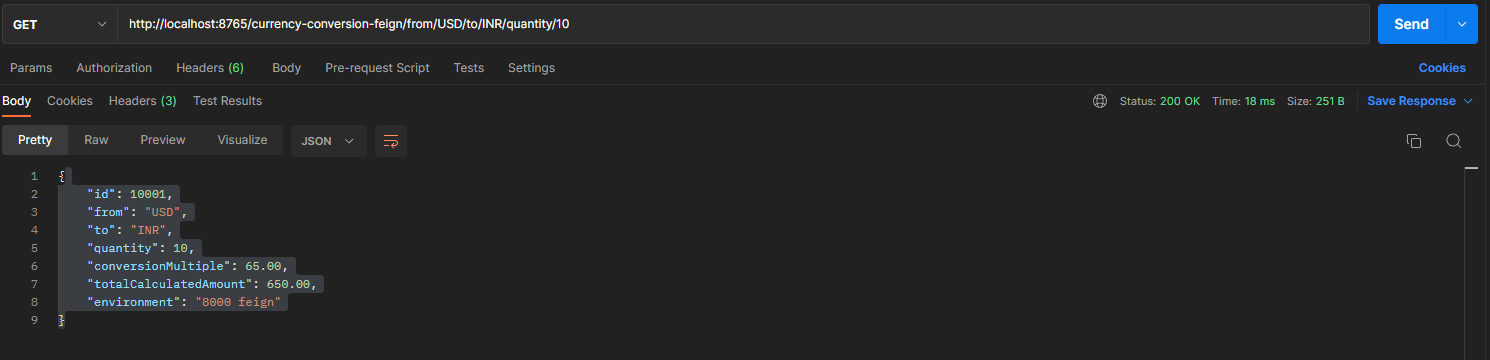 GET http://localhost:8765/currency-conversion-feign/from/USD/to/INR/quantity/10 Send
Params Authorization Headers (6) Body Pre-request Script Tests Settings Cookies
Body Cookies Headers (3) Test Results Status: 200 OK Time: 18 ms Size: 251 B Save Response
Pretty Raw Preview Visualize JSON
1 {
2 "id": 10001,
3 "from": "USD",
4 "to": "INR",
5 "quantity": 10,
6 "conversionMultiple": 65.00,
7 "totalCalculatedAmount": 650.00,
8 "environment": "8000 feign"
9 }